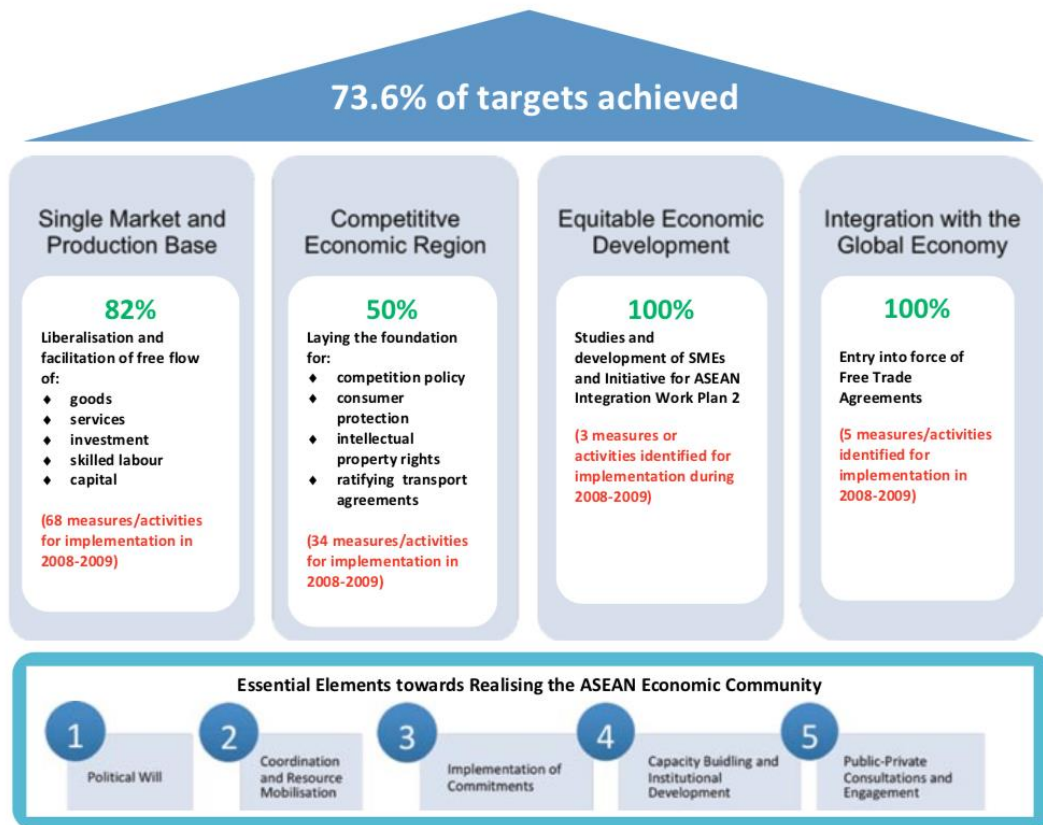 73.6% of targets achieved
Single Market and
Production Base
82%
Liberalisation and
facilitation of free flow
of:
♦ goods
♦ services
♦ investment
♦ skilled labour
♦ capital
(68 measures/activities
for implementation in
2008-2009)
Competititve
Economic Region
50%
Laying the foundation
for:
♦ competition policy
♦ consumer
protection
♦ intellectual
property rights
♦ ratifying transport
agreements
(34 measures/activities
for implementation in
2008-2009)
Equitable Economic
Development
100%
Studies and
development of SMEs
and Initiative for ASEAN
Integration Work Plan 2
(3 measures or
activities identified for
implementation during
2008-2009)
Integration with the
Global Economy
100%
Entry into force of
Free Trade
Agreements
(5 measures/activities
identified for
implementation in
2008-2009)
Essential Elements towards Realising the ASEAN Economic Community
1
Political Will
2
Coordination
and Resource
Mobilisation
3
Implementation of
Commitments
4
Capacity Buidling and
Institutional
Development
5
Public-Private
Consultations and
Engagement